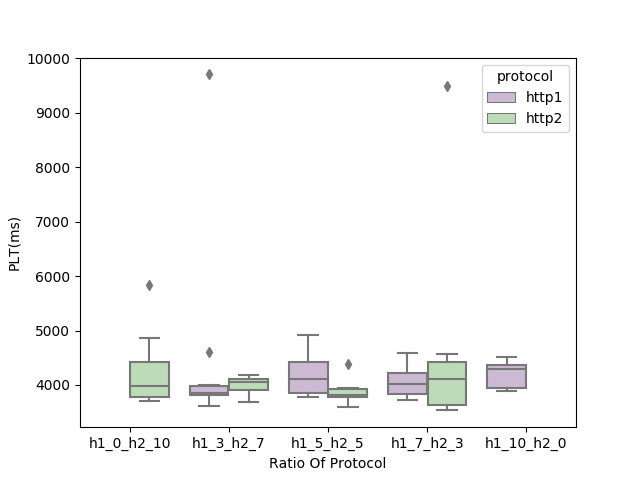 10000
9000
8000
7000
6000
5000
4000
PLT(ms)
protocol
http1
http2
h1_0_h2_10 h1_3_h2_7 h1_5_h2_5 h1_7_h2_3 h1_10_h2_0
Ratio Of Protocol